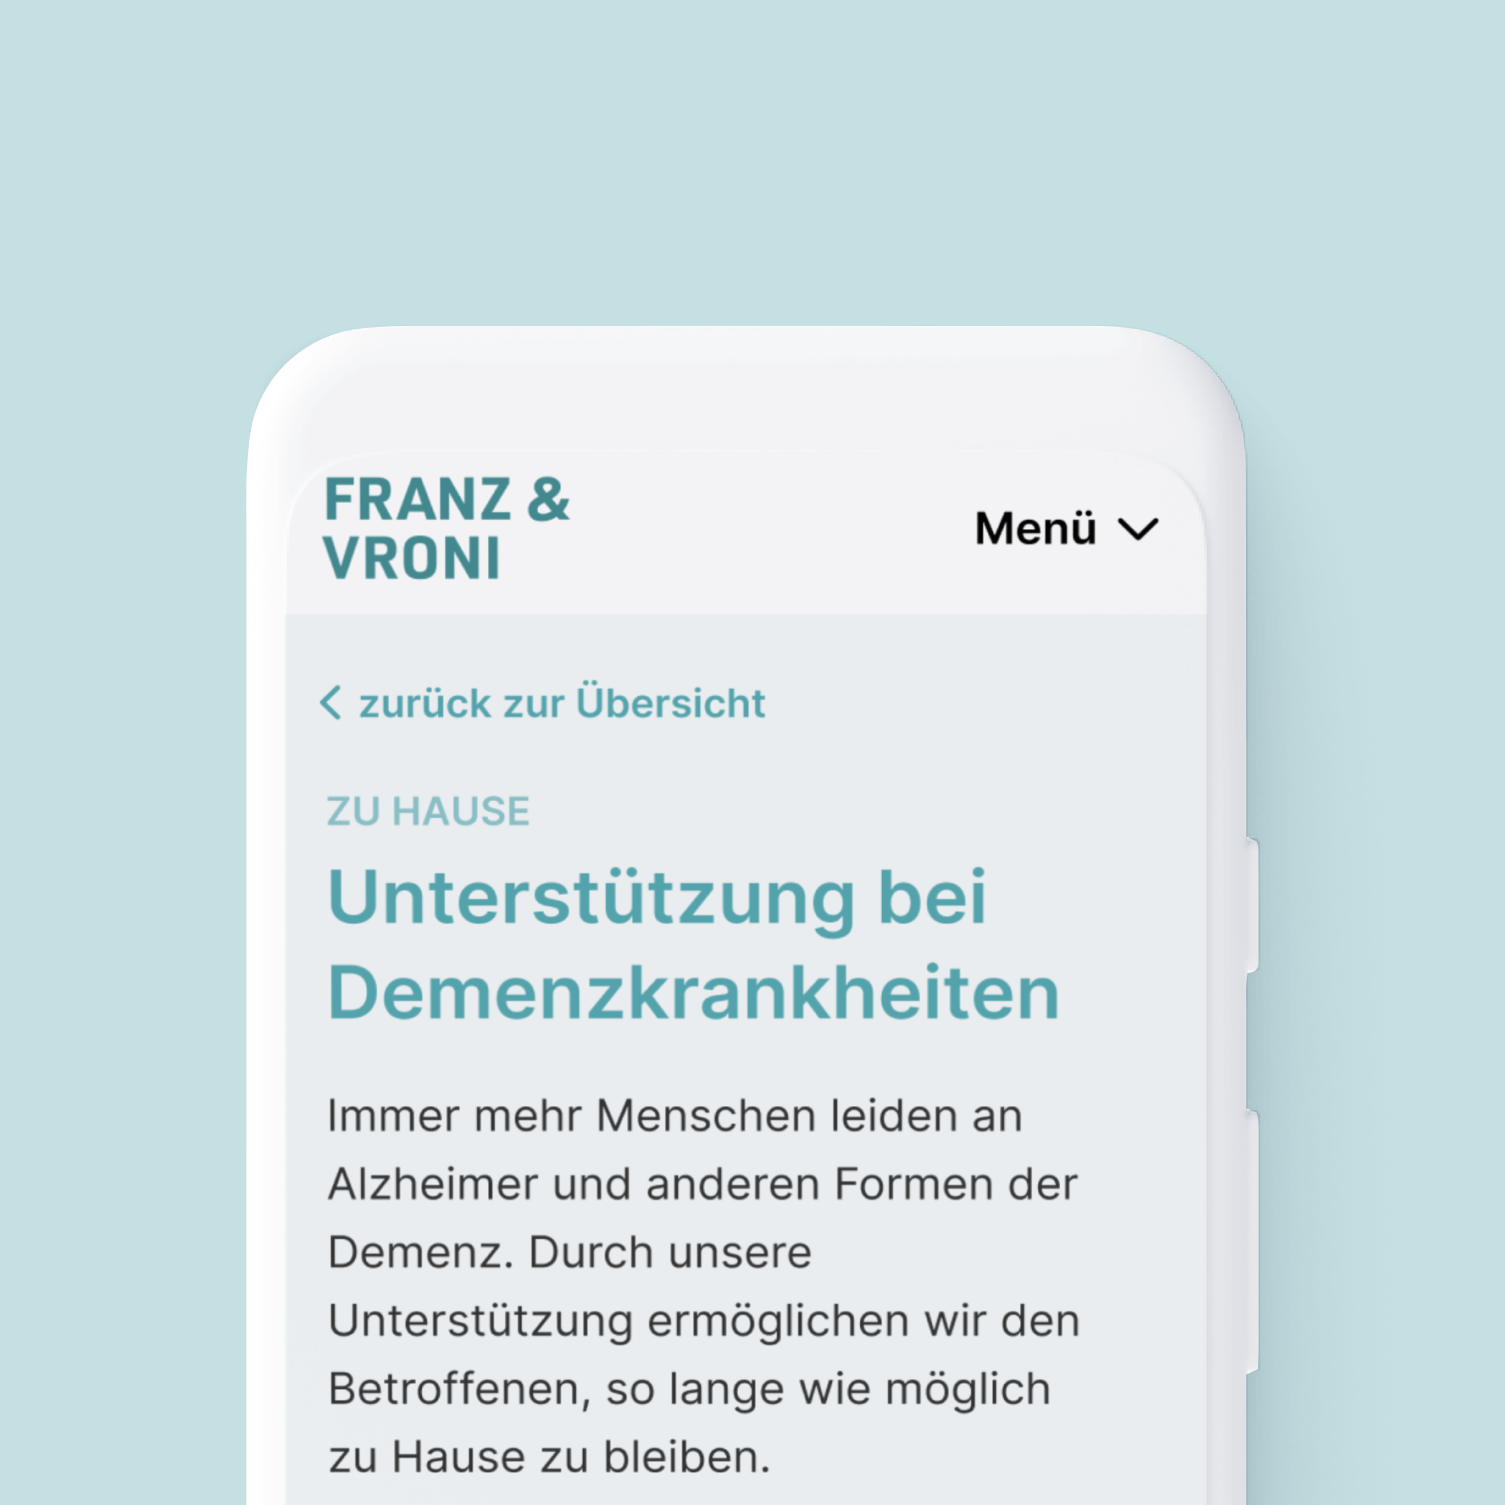 FRANZ &
VRONI
Menü
zurück zur Übersicht
ZU HAUSE
Unterstützung bei
Demenzkrankheiten
Immer mehr Menschen leiden an
Alzheimer und anderen Formen der
Demenz. Durch unsere
Unterstützung ermöglichen wir den
Betroffenen, so lange wie möglich
zu Hause zu bleiben.